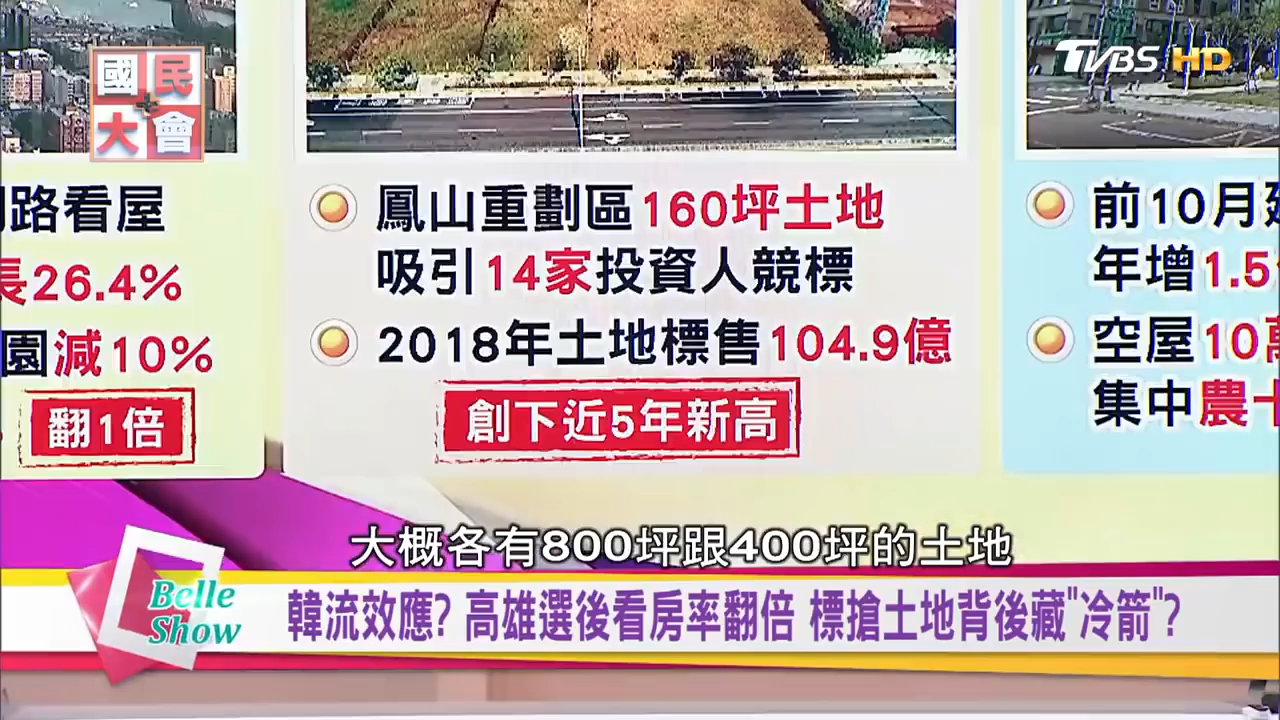 國民
大會
TVBS HD
路看屋
長26.4%
園減10%
翻1倍
鳳山重劃區160坪土地
吸引14家投資人競標
2018年土地標售104.9億
創下近5年新高
前10月
年增1.5
空屋10萬
集中農
大概各有800坪跟400坪的土地
Belle
Show
韓流效應? 高雄選後看房率翻倍 標搶土地背後藏"冷箭"?